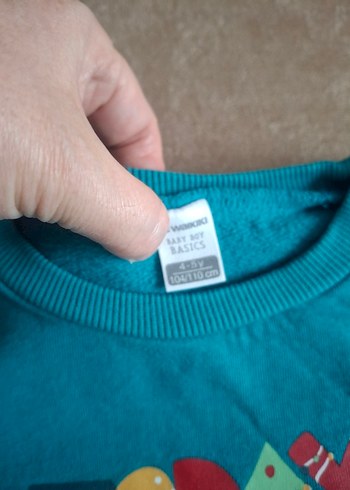 WAIKIKI
BABY BOY
BASICS
4-5 y
104/110 cm